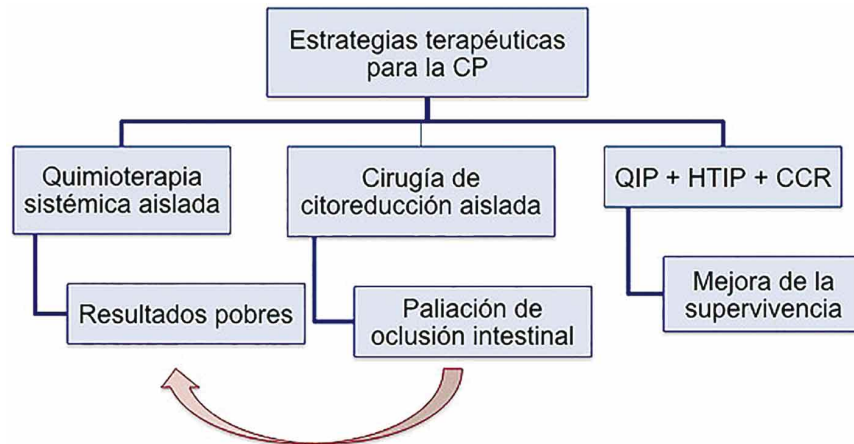 Estrategias terapéuticas
para la CP
Quimioterapia
sistémica aislada
Cirugía de
citoreducción aislada
QIP + HTIP + CCR
Resultados pobres
Paliación de
oclusión intestinal
Mejora de la
supervivencia